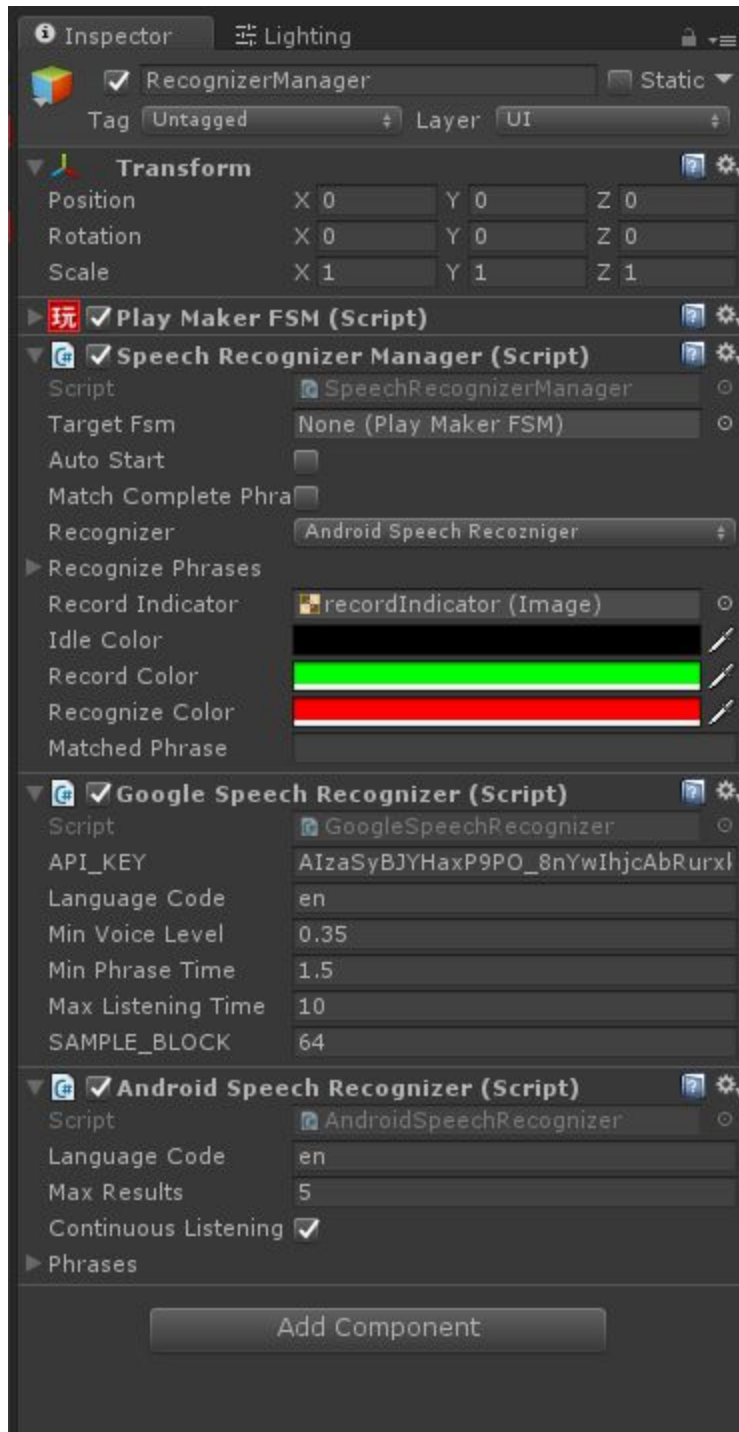 Inspector Lighting
RecognizerManager Static
Tag Untagged Layer UI
Transform
Position X 0 Y 0 Z 0
Rotation X 0 Y 0 Z 0
Scale X 1 Y 1 Z 1
玩 Play Maker FSM (Script)
Speech Recognizer Manager (Script)
Script SpeechRecognizerManager
Target Fsm None (Play Maker FSM)
Auto Start
Match Complete Phra
Recognizer Android Speech Recozniger
Recognize Phrases
Record Indicator recordIndicator (Image)
Idle Color
Record Color
Recognize Color
Matched Phrase
Google Speech Recognizer (Script)
Script GoogleSpeechRecognizer
API_KEY AIzaSyBJYHaxP9PO_8nYwIhjcAbRurxk
Language Code en
Min Voice Level 0.35
Min Phrase Time 1.5
Max Listening Time 10
SAMPLE_BLOCK 64
Android Speech Recognizer (Script)
Script AndroidSpeechRecognizer
Language Code en
Max Results 5
Continuous Listening
Phrases
Add Component